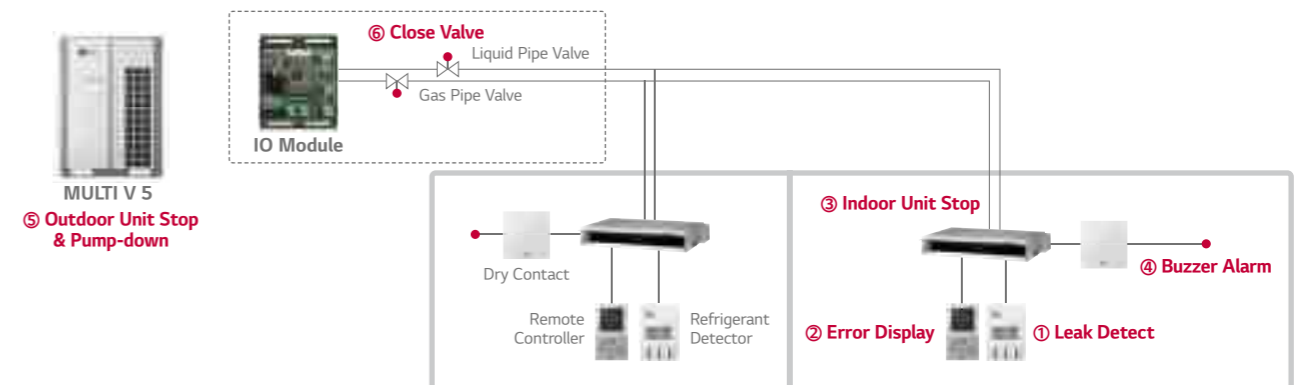 ⑥ Close Valve
Liquid Pipe Valve
Gas Pipe Valve
IO Module
MULTI V 5
⑤ Outdoor Unit Stop
& Pump-down
③ Indoor Unit Stop
Dry Contact
④ Buzzer Alarm
Remote
Controller
Refrigerant
Detector
② Error Display
① Leak Detect